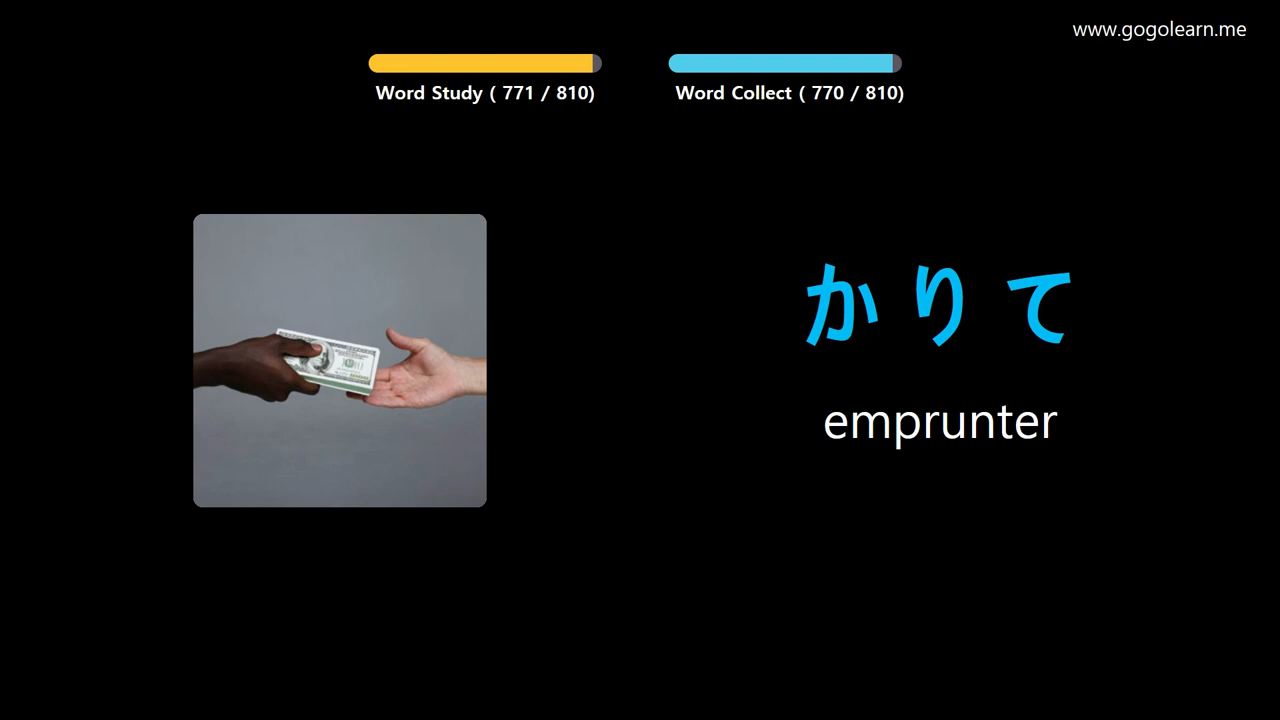 www.gogolearn.me
Word Study ( 771 / 810)
Word Collect ( 770 / 810)
かりて
emprunter